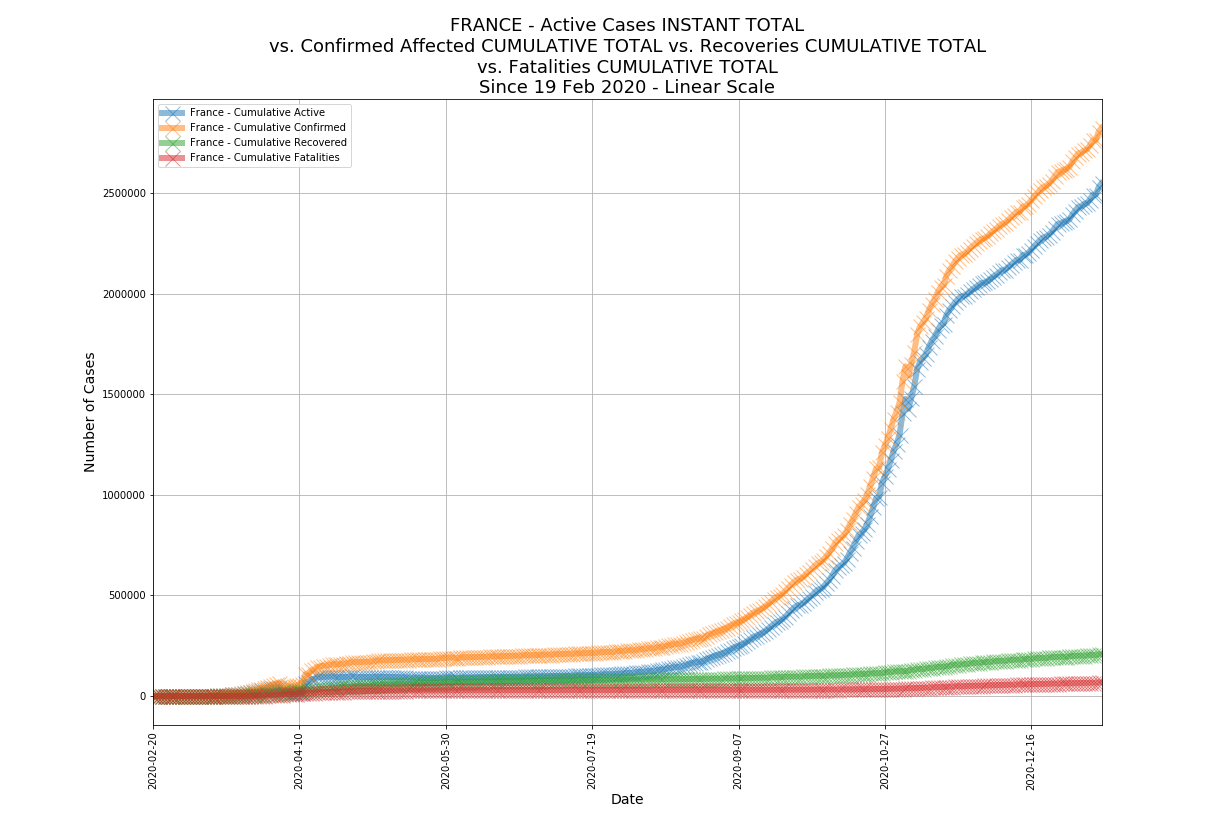 FRANCE - Active Cases INSTANT TOTAL
vs. Confirmed Affected CUMULATIVE TOTAL vs. Recoveries CUMULATIVE TOTAL
vs. Fatalities CUMULATIVE TOTAL
Since 19 Feb 2020 - Linear Scale
France - Cumulative Active
France - Cumulative Confirmed
France - Cumulative Recovered
France - Cumulative Fatalities
Number of Cases
2500000
2000000
1500000
1000000
500000
0
2020-02-20
2020-04-10
2020-05-30
2020-07-19
2020-09-07
2020-10-27
2020-12-16
Date